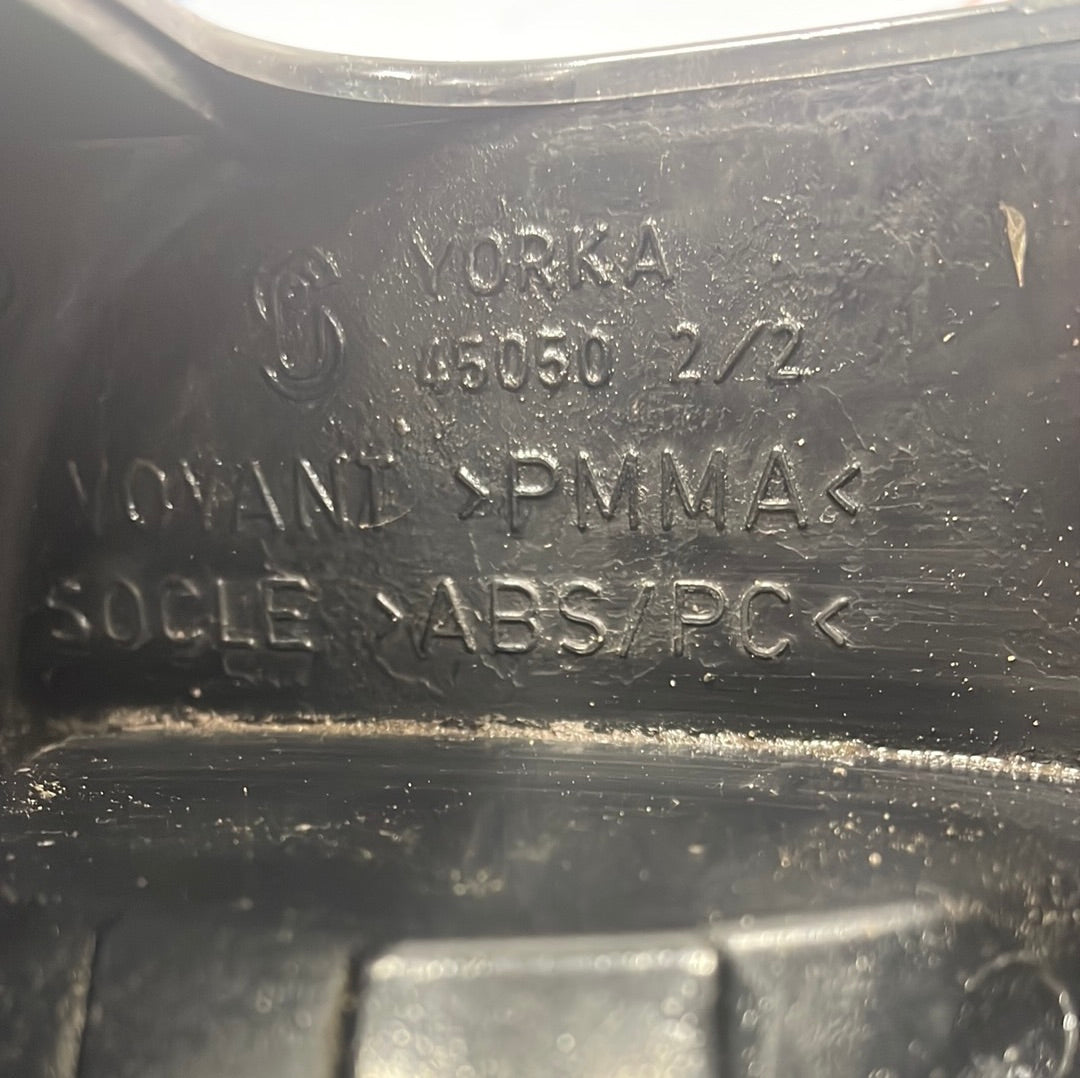 YORKA
45050 2/2
VOYANT >PMMA<
SOCLE >ABS/PC<